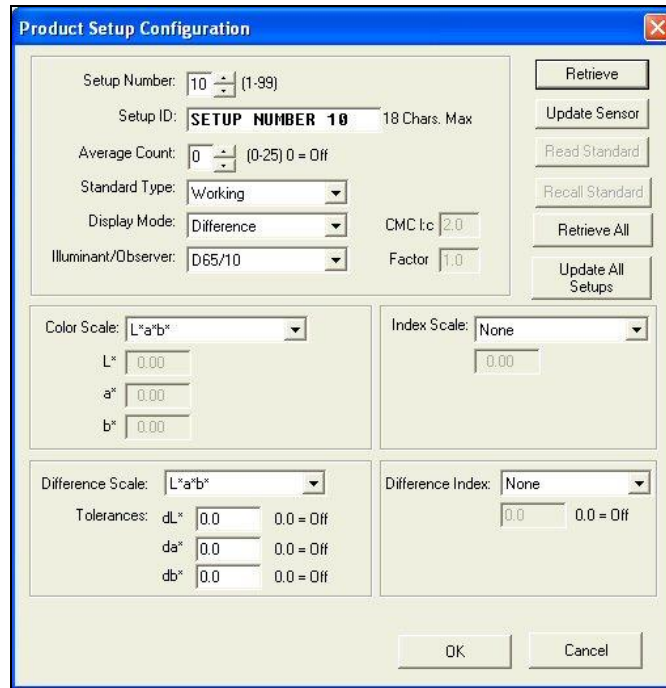 Product Setup Configuration
Setup Number: 10 (1-99)
Setup ID: SETUP NUMBER 10 18 Chars. Max
Average Count: 0 (0-25) 0 = Off
Standard Type: Working
Display Mode: Difference CMC l:c 2.0
Illuminant/Observer: D65/10 Factor 1.0
Retrieve
Update Sensor
Read Standard
Recall Standard
Retrieve All
Update All
Setups
Color Scale: L*a*b*
L* 0.00
a* 0.00
b* 0.00
Index Scale: None
0.00
Difference Scale: L*a*b*
Tolerances: dL* 0.0 0.0 = Off
da* 0.0 0.0 = Off
db* 0.0 0.0 = Off
Difference Index: None
0.0 0.0 = Off
OK Cancel